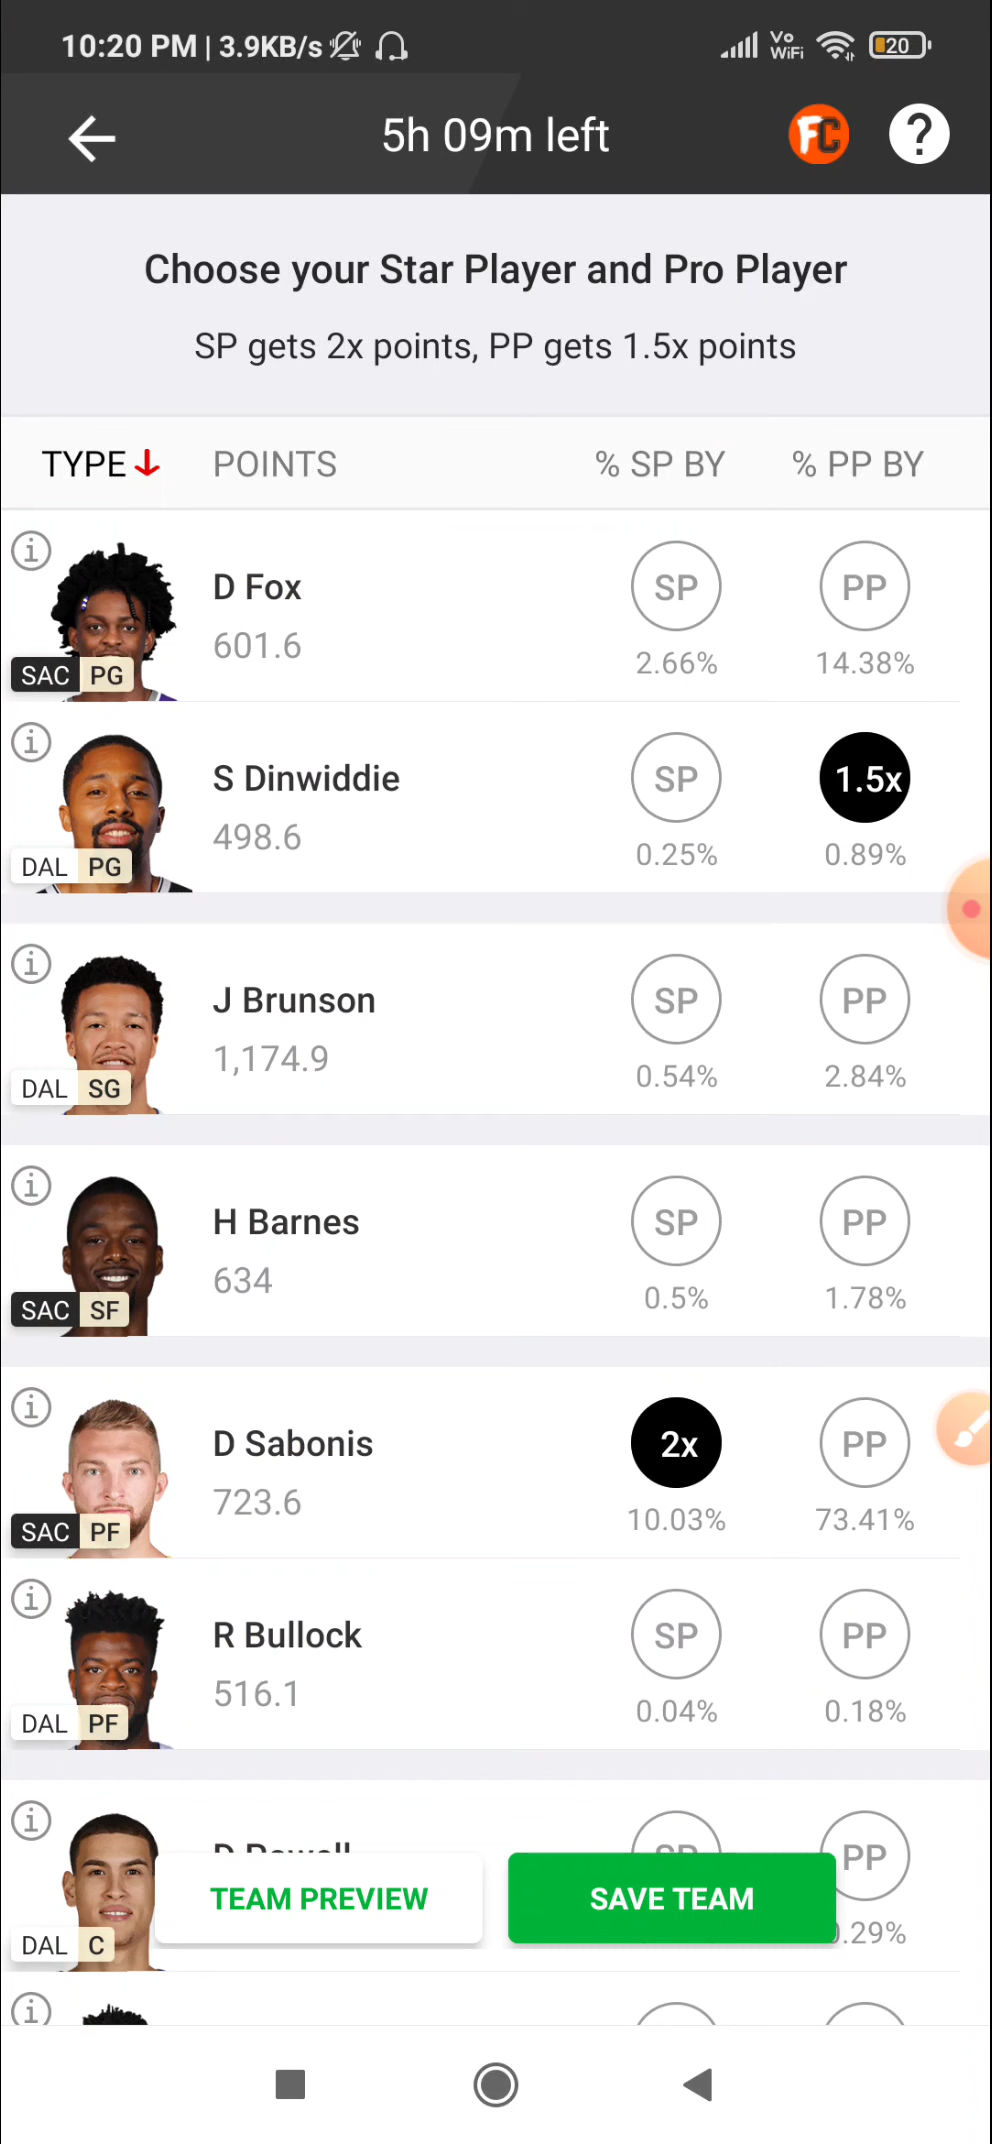 10:20 PM | 3.9KB/s Vo WiFi 20
5h 09m left FC ?
Choose your Star Player and Pro Player
SP gets 2x points, PP gets 1.5x points
TYPE POINTS % SP BY % PP BY
D Fox SP PP
601.6 2.66% 14.38%
SAC PG
S Dinwiddie SP 1.5x
498.6 0.25% 0.89%
DAL PG
J Brunson SP PP
1,174.9 0.54% 2.84%
DAL SG
H Barnes SP PP
634 0.5% 1.78%
SAC SF
D Sabonis 2x PP
723.6 10.03% 73.41%
SAC PF
R Bullock SP PP
516.1 0.04% 0.18%
DAL PF
D Powell SP PP
TEAM PREVIEW SAVE TEAM
.29%
DAL C